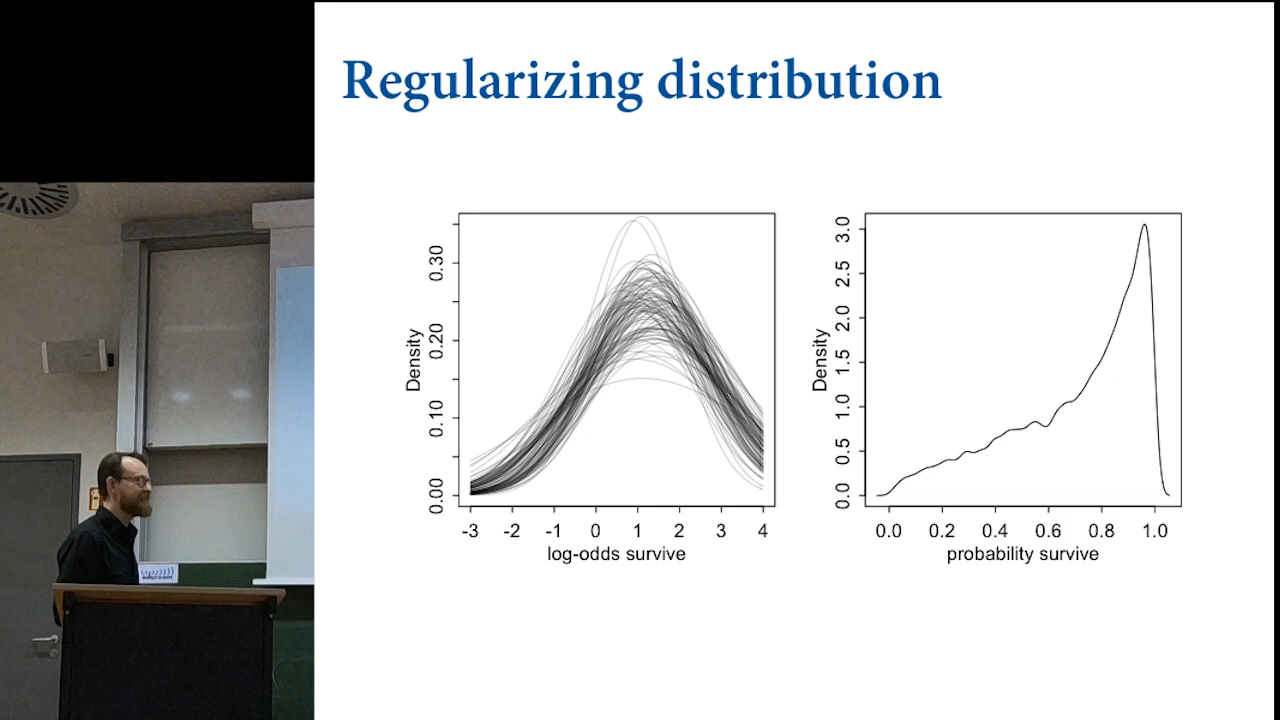 Regularizing distribution
Density
0.00 0.10 0.20 0.30
-3 -2 -1 0 1 2 3 4
log-odds survive
Density
0.0 0.5 1.0 1.5 2.0 2.5 3.0
0.0 0.2 0.4 0.6 0.8 1.0
probability survive